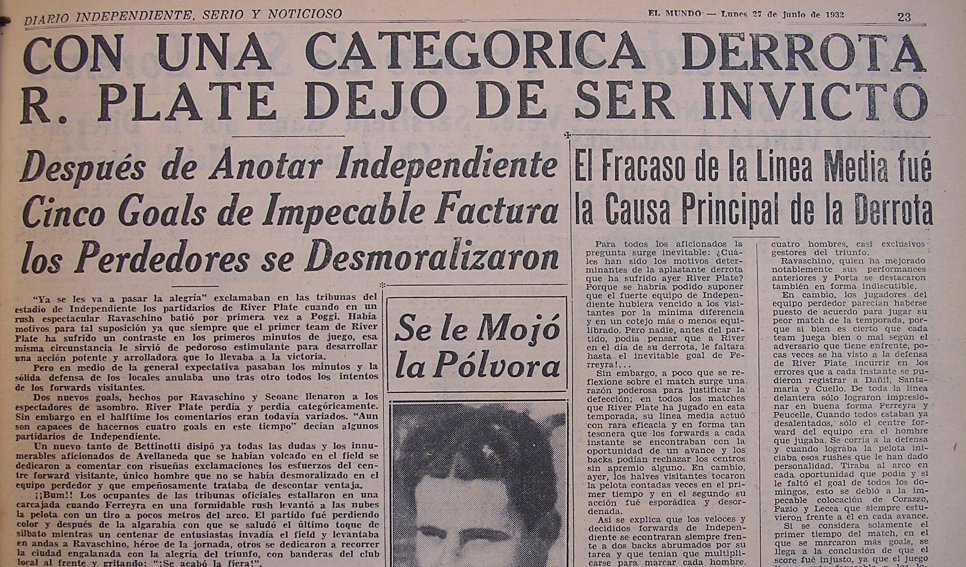 DIARIO INDEPENDIENTE, SERIO Y NOTICIOSO
EL MUNDO — Lunes 27 de junio de 1932
23
CON UNA CATEGORICA DERROTA
R. PLATE DEJO DE SER INVICTO
Después de Anotar Independiente
Cinco Goals de Impecable Factura
los Perdedores se Desmoralizaron
"Ya se les va a pasar la alegría" exclamaban en las tribunas del
estadio de Independiente los partidarios de River Plate cuando en un
rush espectacular Ravaschino batió por primera vez a Poggi. Había
motivos para tal suposición ya que siempre que el primer team de River
Plate ha sufrido un contraste en los primeros minutos de juego, esa
misma circunstancia le sirvió de pedoroso estimulante para desarrollar
una acción potente y arrolladora que lo llevaba a la victoria.
Pero en medio de la general expectativa pasaban los minutos y la
sólida defensa de los locales anulaba uno tras otro todos los intentos
de los forwards visitantes.
Dos nuevos goals, hechos por Ravaschino y Seoane llenaron a los
espectadores de asombro. River Plate perdía y perdía categóricamente.
Sin embargo en el halftime los comentarios eran todavía variados. "Aun
son capaces de hacernos cuatro goals en este tiempo" decían algunos
partidarios de Independiente.
Un nuevo tanto de Bettinotti disipó ya todas las dudas y los innu-
merables aficionados de Avellaneda que se habían volcado en el field se
dedicaron a comentar con risueñas exclamaciones los esfuerzos del cen-
tre forward visitante, único hombre que no se había desmoralizado en el
equipo perdedor y que empeñosamente trataba de descontar ventaja.
¡¡Bum!! Los ocupantes de las tribunas oficiales estallaron en una
carcajada cuando Ferreyra en una formidable rush levantó a las nubes
la pelota con un tiro a pocos metros del arco. El partido fué perdiendo
color y después de la algarabía con que se saludó el último toque de
silbato mientras un centenar de entusiastas invadía el field y levantaba
en andas a Ravaschino, héroe de la jornada, otros se dedicaron a recorrer
la ciudad engalanada con la alegría del triunfo, con banderas del club
local al frente y gritando: "¡Se acabó la fiera!".
Se le Mojó
la Pólvora
El Fracaso de la Línea Media fué
la Causa Principal de la Derrota
Para todos los aficionados la
pregunta surge inevitable: ¿Cuá-
les han sido los motivos deter-
minantes de la aplastante derrota
que ha sufrido ayer River Plate?
Porque se habría podido suponer
que el fuerte equipo de Indepen-
diente hubiera vencido a los visi-
tantes por la mínima diferencia
y en un cotejo más o menos equi-
librado. Pero nadie, antes del par-
tido, podía pensar que a River
en el día de su derrota, le faltara
hasta el inevitable goal de Fe-
rreyra!...
Sin embargo, a poco que se re-
flexione sobre el match surge una
razón poderosa para justificar la
defección; en todos los matches
que River Plate ha jugado en esta
temporada, su línea media actuó
con rara eficacia y en forma tan
tesonera que los forwards a cada
instante se encontraban con la
oportunidad de un avance y los
backs podían rechazar los centros
sin apremio alguno. En cambio,
ayer, los halves visitantes tocaron
la pelota contadas veces en el pri-
mer tiempo y en el segundo su
acción fué esporádica y desor-
denada.
Así se explica que los veloces y
decididos forwards de Indepen-
diente se econtraran siempre fren-
te a dos backs abrumados por su
tarea y que tenían que multipli-
carse para marcar cada hombre.
cuatro hombres, casi exclusivos
gestores del triunfo.
Ravaschino, quien ha mejorado
notablemente sus performances
anteriores y Porta se destacaron
también en forma indiscutible.
En cambio, los jugadores del
equipo perdedor parecían haberse
puesto de acuerdo para jugar su
peor match de la temporada, por-
que si bien es cierto que cada
team juega bien o mal según el
adversario que tiene enfrente, po-
cas veces se ha visto a la defensa
de River Plate incurrir en los
errores que a cada instante se pu-
dieron registrar a Dañil, Santa-
maría y Cuello. De toda la línea
delantera sólo lograron impresio-
nar en buena forma Ferreyra y
Peucelle. Cuando todos estaban ya
desalentados, sólo el centre for-
ward del equipo era el hombre
que jugaba. Se corría a la defensa
y cuando lograba la pelota ini-
ciaba esos rushes que le han dado
personalidad. Tiraba al arco en
cada oportunidad que podía y si
le faltó el goal de todos los do-
mingos, esto se debió a la im-
pecable colocación de Corazzo,
Fazio y Lecea que siempre estu-
vieron frente a él en cada avance.
Si se considera solamente el
primer tiempo del match, en el
que se marcaron más goals, se
llega a la conclusión de que el
score fué injusto, ya que el juego